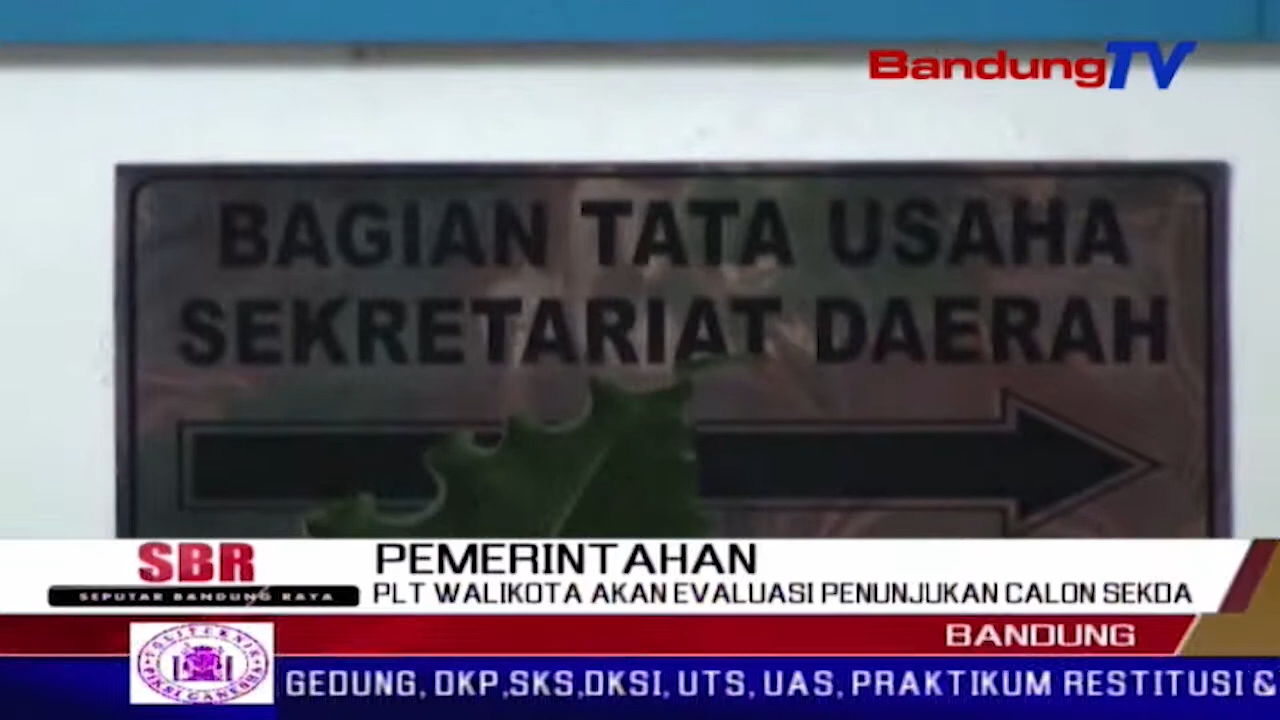 BandungTV
BAGIAN TATA USAHA
SEKRETARIAT DAERAH
SBR
SEPUTAR BANDUNG RAYA
PEMERINTAHAN
PLT WALIKOTA AKAN EVALUASI PENUNJUKAN CALON SEKDA
BANDUNG
GEDUNG, DKP,SKS,DKSI, UTS, UAS, PRAKTIKUM RESTITUSI &